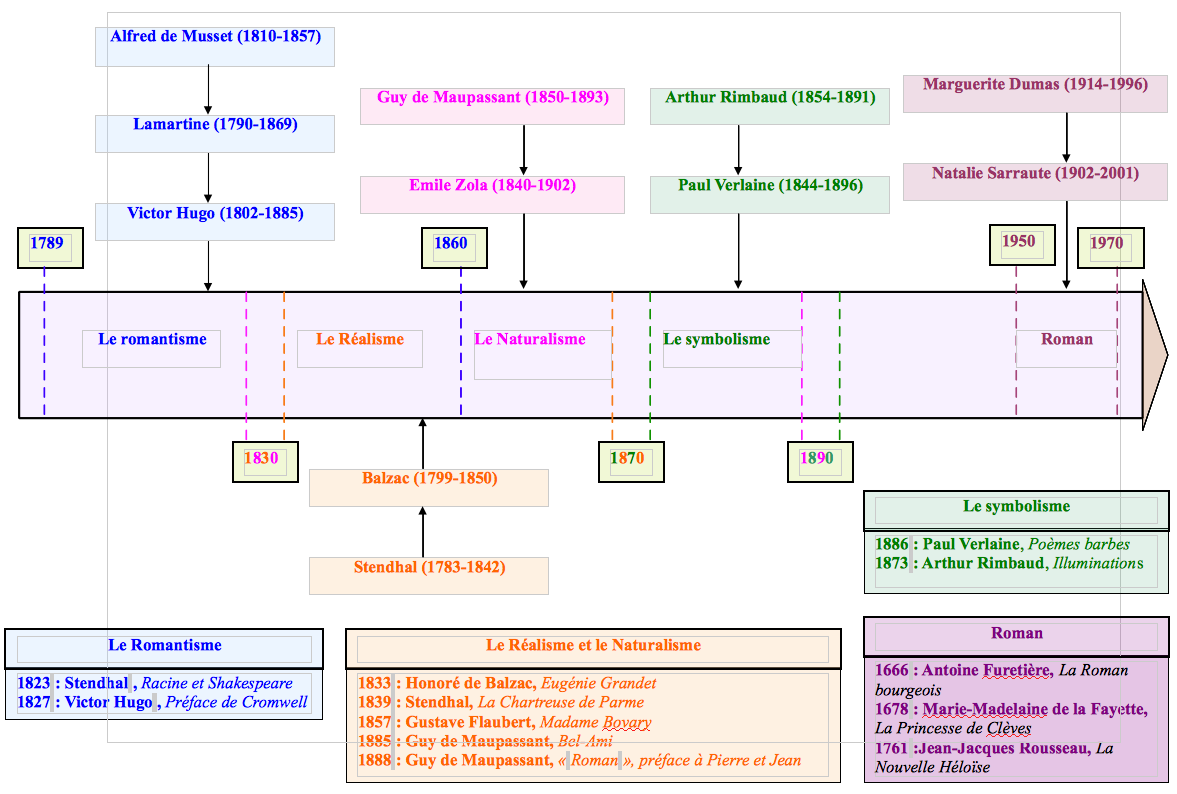 Alfred de Musset (1810-1857)
Lamartine (1790-1869)
Victor Hugo (1802-1885)
Guy de Maupassant (1850-1893)
Emile Zola (1840-1902)
Arthur Rimbaud (1854-1891)
Paul Verlaine (1844-1896)
Marguerite Dumas (1914-1996)
Natalie Sarraute (1902-2001)
1789
1860
1950
1970
Le romantisme
Le Réalisme
Le Naturalisme
Le symbolisme
Roman
1830
1870
1890
Balzac (1799-1850)
Stendhal (1783-1842)
Le symbolisme
1886 : Paul Verlaine, Poèmes barbes
1873 : Arthur Rimbaud, Illuminations
Le Romantisme
1823 : Stendhal , Racine et Shakespeare
1827 : Victor Hugo , Préface de Cromwell
Le Réalisme et le Naturalisme
1833 : Honoré de Balzac, Eugénie Grandet
1839 : Stendhal, La Chartreuse de Parme
1857 : Gustave Flaubert, Madame Bovary
1885 : Guy de Maupassant, Bel-Ami
1888 : Guy de Maupassant, « Roman », préface à Pierre et Jean
Roman
1666 : Antoine Furetière, La Roman
bourgeois
1678 : Marie-Madelaine de la Fayette,
La Princesse de Clèves
1761 :Jean-Jacques Rousseau, La
Nouvelle Héloïse